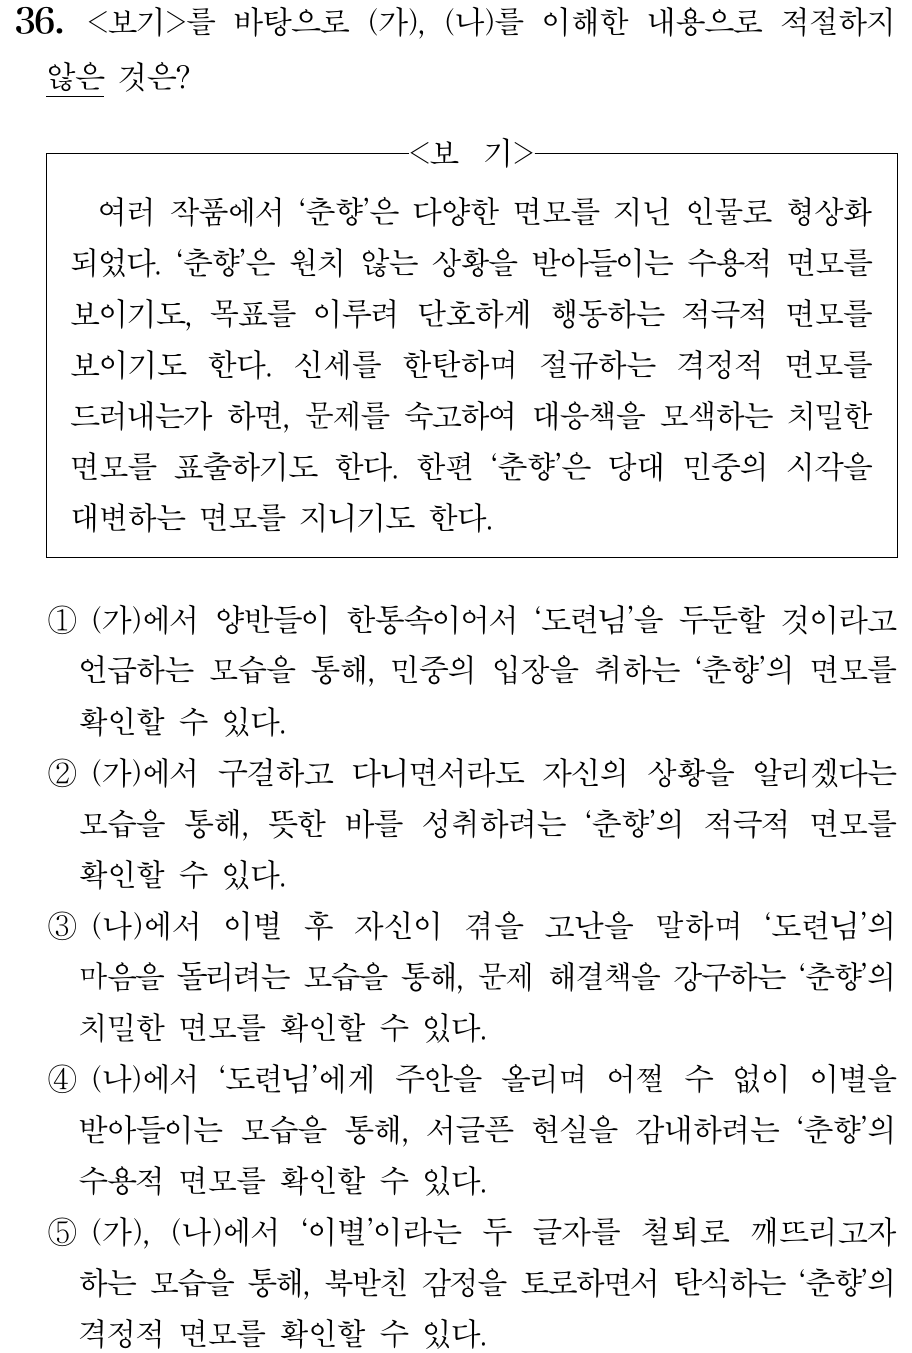 36. <보기>를 바탕으로 (가), (나)를 이해한 내용으로 적절하지
않은 것은?
<보 기>
여러 작품에서 ‘춘향’은 다양한 면모를 지닌 인물로 형상화
되었다. ‘춘향’은 원치 않는 상황을 받아들이는 수용적 면모를
보이기도, 목표를 이루려 단호하게 행동하는 적극적 면모를
보이기도 한다. 신세를 한탄하며 절규하는 격정적 면모를
드러내는가 하면, 문제를 숙고하여 대응책을 모색하는 치밀한
면모를 표출하기도 한다. 한편 ‘춘향’은 당대 민중의 시각을
대변하는 면모를 지니기도 한다.
① (가)에서 양반들이 한통속이어서 ‘도련님’을 두둔할 것이라고
언급하는 모습을 통해, 민중의 입장을 취하는 ‘춘향’의 면모를
확인할 수 있다.
② (가)에서 구걸하고 다니면서라도 자신의 상황을 알리겠다는
모습을 통해, 뜻한 바를 성취하려는 ‘춘향’의 적극적 면모를
확인할 수 있다.
③ (나)에서 이별 후 자신이 겪을 고난을 말하며 ‘도련님’의
마음을 돌리려는 모습을 통해, 문제 해결책을 강구하는 ‘춘향’의
치밀한 면모를 확인할 수 있다.
④ (나)에서 ‘도련님’에게 주안을 올리며 어쩔 수 없이 이별을
받아들이는 모습을 통해, 서글픈 현실을 감내하려는 ‘춘향’의
수용적 면모를 확인할 수 있다.
⑤ (가), (나)에서 ‘이별’이라는 두 글자를 철퇴로 깨뜨리고자
하는 모습을 통해, 북받친 감정을 토로하면서 탄식하는 ‘춘향’의
격정적 면모를 확인할 수 있다.